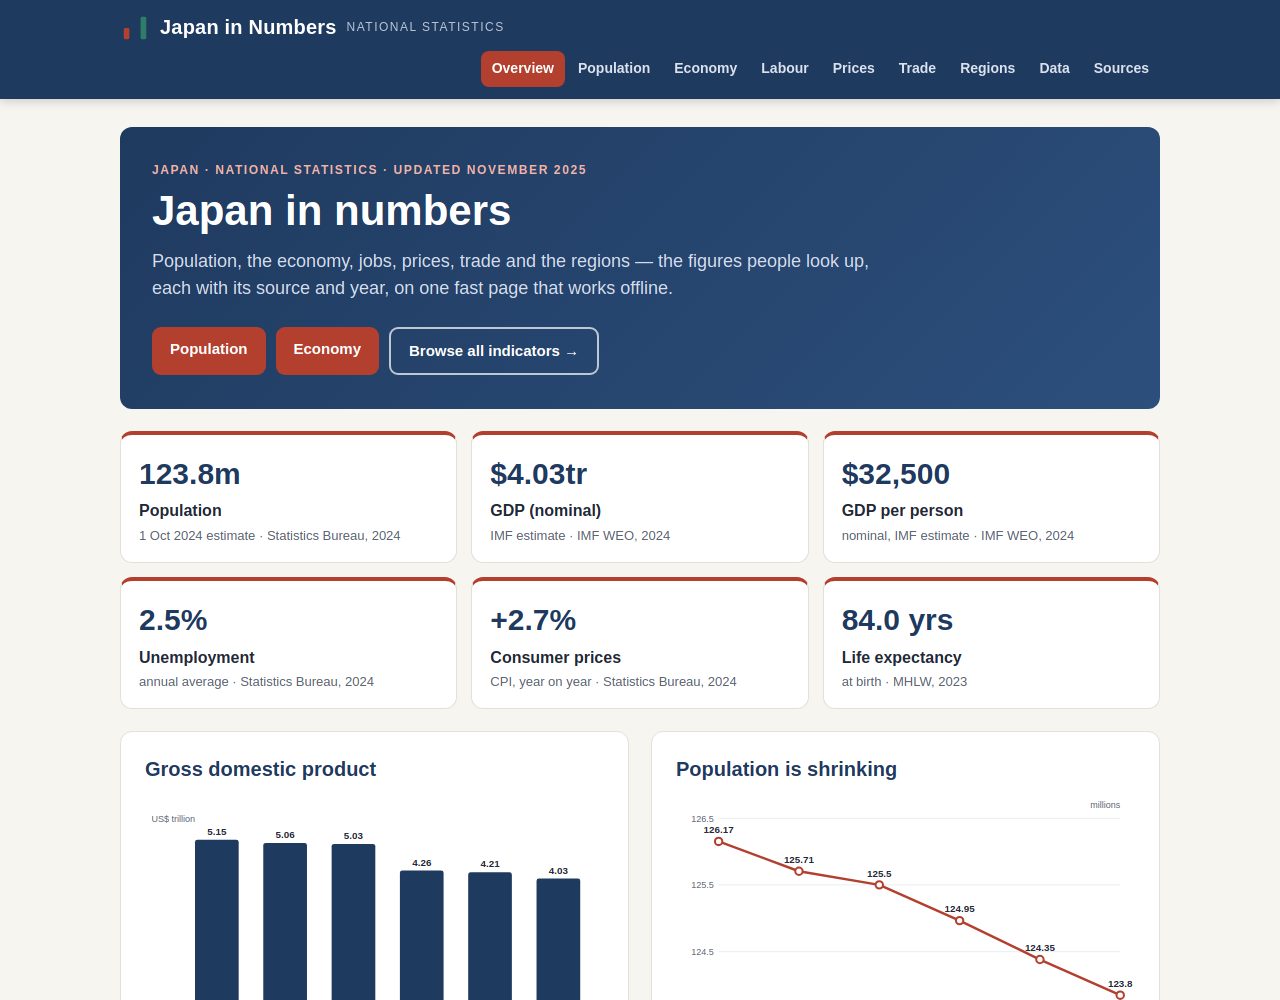 Japan in Numbers NATIONAL STATISTICS
Overview Population Economy Labour Prices Trade Regions Data Sources
JAPAN · NATIONAL STATISTICS · UPDATED NOVEMBER 2025
Japan in numbers
Population, the economy, jobs, prices, trade and the regions — the figures people look up,
each with its source and year, on one fast page that works offline.
Population Economy Browse all indicators →
123.8m
Population
1 Oct 2024 estimate · Statistics Bureau, 2024
$4.03tr
GDP (nominal)
IMF estimate · IMF WEO, 2024
$32,500
GDP per person
nominal, IMF estimate · IMF WEO, 2024
2.5%
Unemployment
annual average · Statistics Bureau, 2024
+2.7%
Consumer prices
CPI, year on year · Statistics Bureau, 2024
84.0 yrs
Life expectancy
at birth · MHLW, 2023
Gross domestic product
US$ trillion
5.15
5.06
5.03
4.26
4.21
4.03
Population is shrinking
millions
126.5
126.17
125.71
125.5
125.5
124.95
124.5
124.35
123.8